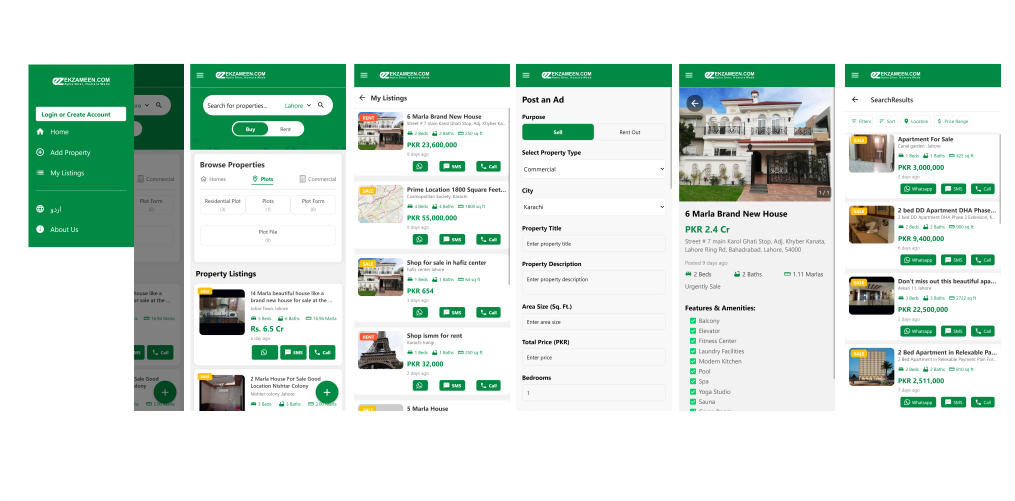 EKZAMEEN.COM
Login or Create Account
Home
Add Property
My Listings
اردو
About Us
Commercial
Plot Form
(0)
EKZAMEEN.COM
Search for properties...
Lahore
Buy
Rent
Browse Properties
Homes
Plots
Commercial
Residential Plot
(3)
Plots
(1)
Plot Form
(0)
Plot File
(0)
Property Listings
SALE
14 Marla beautiful house like a
brand new house for sale at the ...
Johar Town, lahore
5 Beds
6 Baths
14.96 Marla
Rs. 6.5 Cr
a day ago
SMS
Call
SALE
2 Marla House For Sale Good
Location Nishtar Colony
Nishter colony, Lahore
3 Beds
3 Baths
EKZAMEEN.COM
My Listings
RENT
6 Marla Brand New House
Street # 7 main Karol Ghati Stop, Adj, Khyber...
2 Beds
2 Baths
250 sq ft
PKR 23,600,000
9 days ago
SMS
Call
SALE
Prime Location 1800 Square Feet...
Cosmopolitan Society, Karachi
4 Beds
4 Baths
1800 sq ft
PKR 55,000,000
9 days ago
SMS
Call
SALE
Shop for sale in hafiz center
hafiz center lahore
1 Beds
1 Baths
64 sq ft
PKR 654
3 days ago
SMS
Call
RENT
Shop ismm for rent
1 Beds
1 Baths
250 sq ft
PKR 32,000
2 days ago
SMS
Call
SALE
5 Marla House
EKZAMEEN.COM
Post an Ad
Purpose
Sell
Rent Out
Select Property Type
Commercial
City
Karachi
Property Title
Enter property title
Property Description
Enter property description
Area Size (Sq. Ft.)
Enter area size
Total Price (PKR)
Enter price
Bedrooms
1
EKZAMEEN.COM
1 / 1
6 Marla Brand New House
PKR 2.4 Cr
Street # 7 main Karol Ghati Stop, Adj, Khyber Kanata,
Lahore Ring Rd, Bahadrabad, Lahore, 54000
Posted 9 days ago
2 Beds
2 Baths
1.11 Marlas
Urgently Sale
Features & Amenities:
Balcony
Elevator
Fitness Center
Laundry Facilities
Modern Kitchen
Pool
Spa
Yoga Studio
Sauna
EKZAMEEN.COM
SearchResults
Filters
Sort
Location
Price Range
SALE
Apartment For Sale
Canal garden , lahore
1 Beds
1 Baths
425 sq ft
PKR 3,000,000
2 days ago
Whatsapp
SMS
Call
SALE
2 bed DD Apartment DHA Phase...
2 bed DD Apartment DHA Phase 2 Extension, K...
2 Beds
2 Baths
900 sq ft
PKR 9,400,000
6 days ago
Whatsapp
SMS
Call
SALE
Don't miss out this beautiful apa...
Askari 11, lahore
3 Beds
3 Baths
2722 sq ft
PKR 22,500,000
7 days ago
Whatsapp
SMS
Call
SALE
2 Bed Apartment in Relexable Pa...
2 Bed Apartment in Relexable Payment Plan For...
2 Beds
2 Baths
810 sq ft
PKR 2,511,000
7 days ago
Whatsapp
SMS
Call